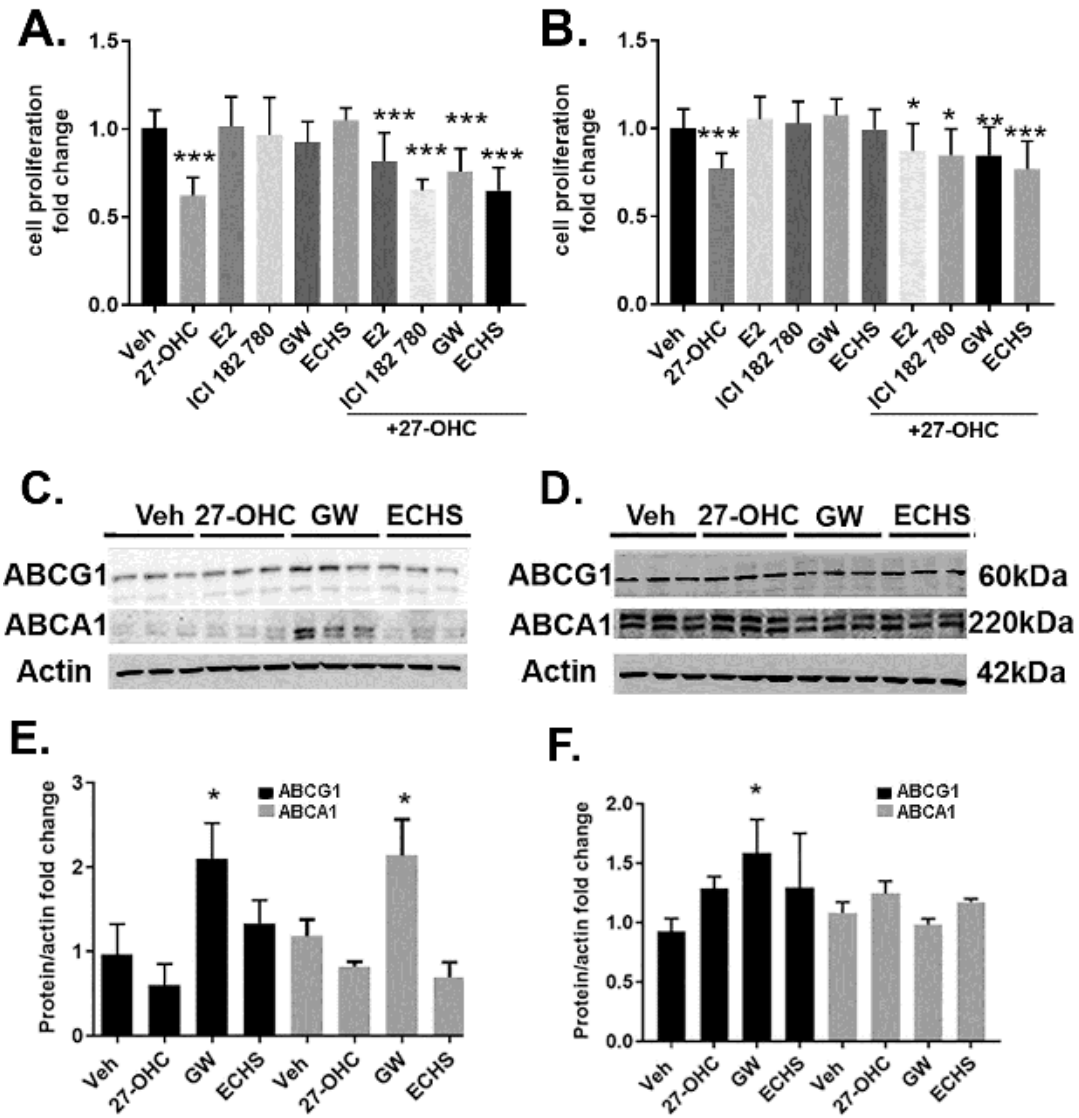 A.
cell proliferation
fold change
1.5
1.0
0.5
0.0
***
***
***
***
***
Veh
27-OHC
E2
ICI 182 780
GW
ECHS
E2
ICI 182 780
GW
ECHS
+27-OHC
B.
cell proliferation
fold change
1.5
1.0
0.5
0.0
***
*
*
**
***
Veh
27-OHC
E2
ICI 182 780
GW
ECHS
E2
ICI 182 780
GW
ECHS
+27-OHC
C.
Veh 27-OHC GW ECHS
ABCG1
ABCA1
Actin
D.
Veh 27-OHC GW ECHS
ABCG1 60kDa
ABCA1 220kDa
Actin 42kDa
E.
Protein/actin fold change
3
2
1
0
ABCG1
ABCA1
*
*
Veh
27-OHC
GW
ECHS
Veh
27-OHC
GW
ECHS
F.
Protein/actin fold change
2.0
1.5
1.0
0.5
0.0
ABCG1
ABCA1
*
Veh
27-OHC
GW
ECHS
Veh
27-OHC
GW
ECHS